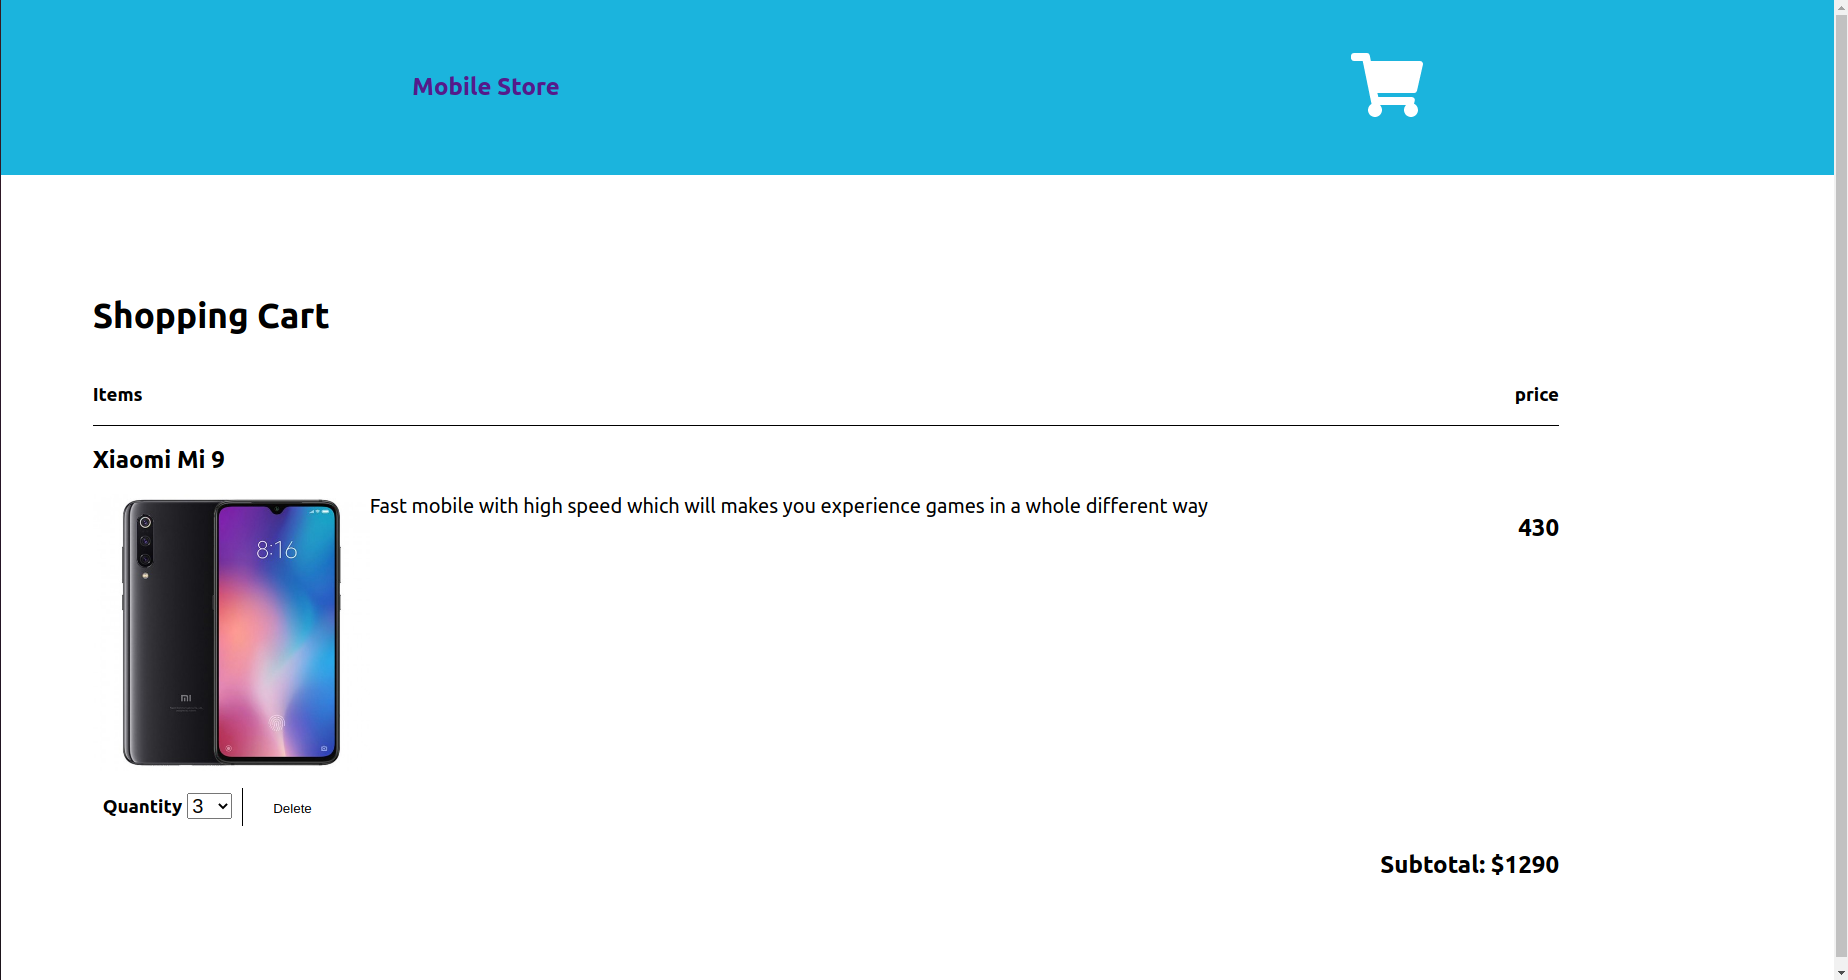 Mobile Store
Shopping Cart
Items price
Xiaomi Mi 9
Fast mobile with high speed which will makes you experience games in a whole different way
430
8:16
mi
Quantity 3 Delete
Subtotal: $1290